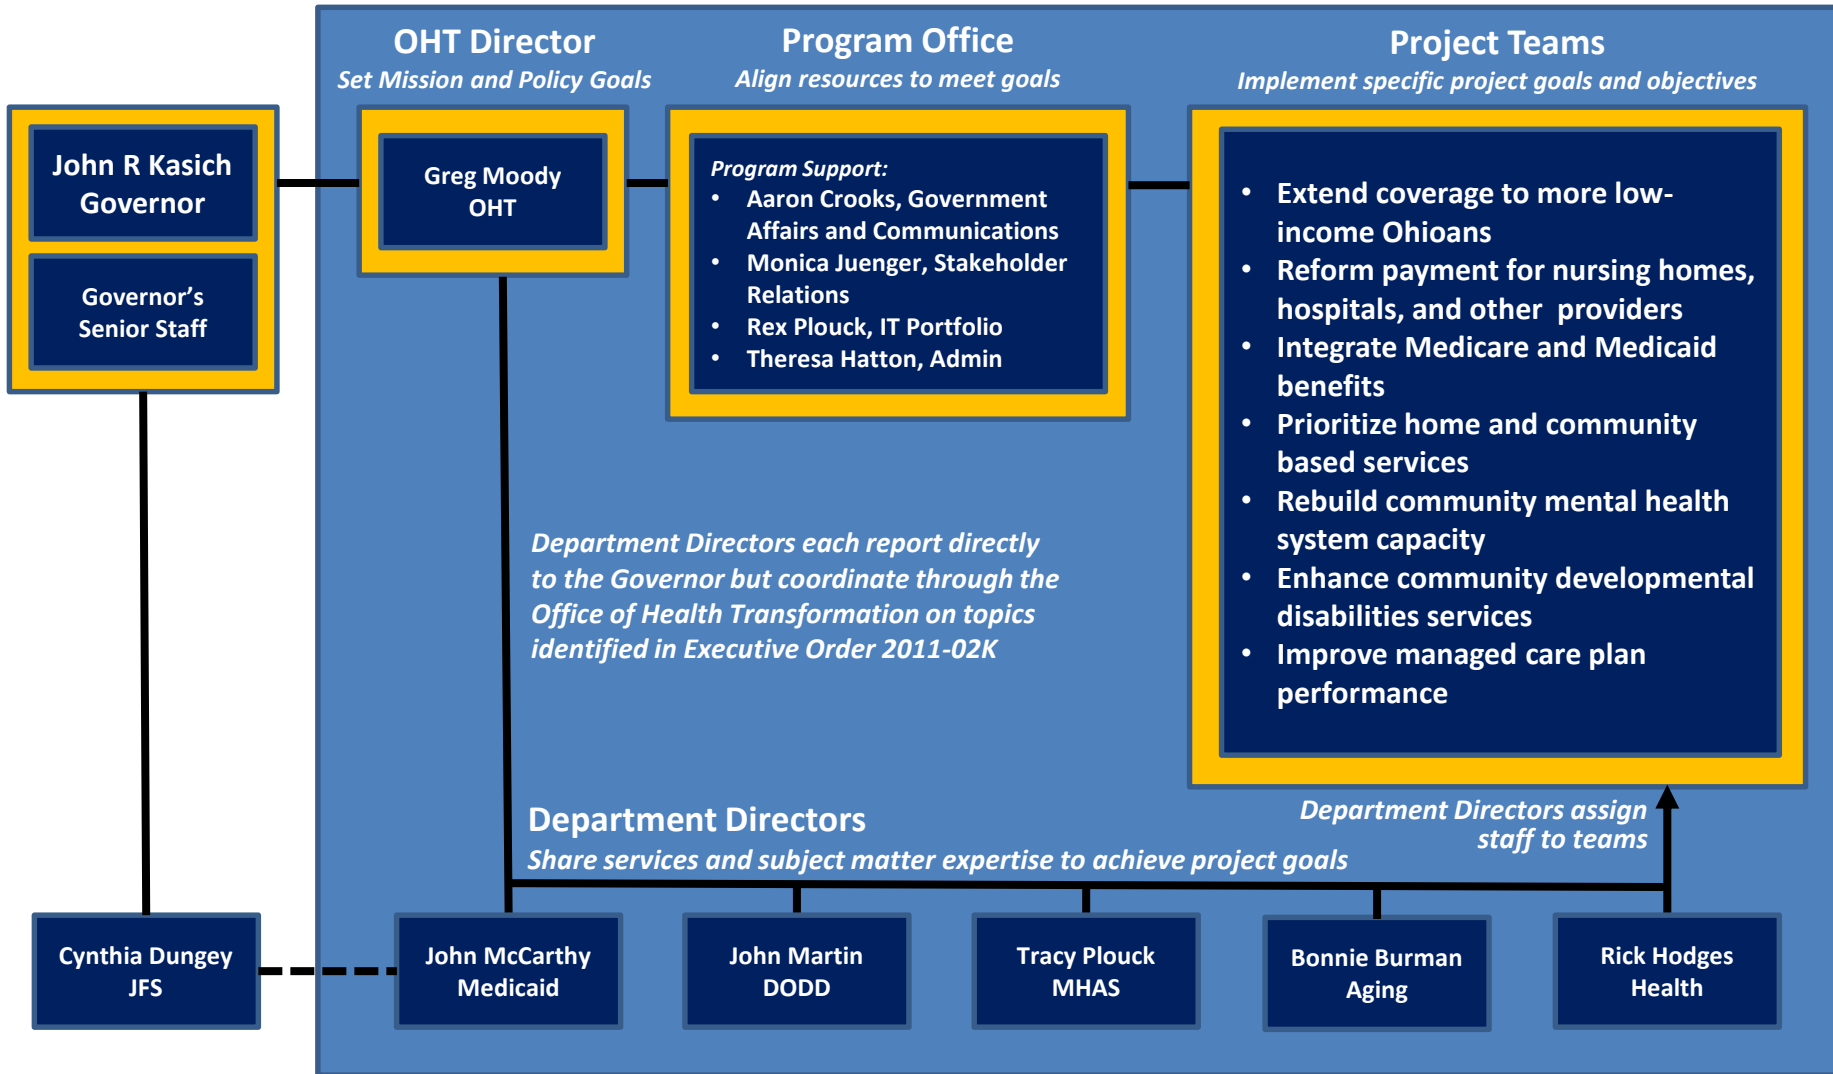 OHT Director
Set Mission and Policy Goals
Program Office
Align resources to meet goals
Project Teams
Implement specific project goals and objectives
John R Kasich
Governor
Governor’s
Senior Staff
Greg Moody
OHT
Program Support:
• Aaron Crooks, Government
Affairs and Communications
• Monica Juenger, Stakeholder
Relations
• Rex Plouck, IT Portfolio
• Theresa Hatton, Admin
• Extend coverage to more low-
income Ohioans
• Reform payment for nursing homes,
hospitals, and other providers
• Integrate Medicare and Medicaid
benefits
• Prioritize home and community
based services
• Rebuild community mental health
system capacity
• Enhance community developmental
disabilities services
• Improve managed care plan
performance
Department Directors each report directly
to the Governor but coordinate through the
Office of Health Transformation on topics
identified in Executive Order 2011-02K
Department Directors
Share services and subject matter expertise to achieve project goals
Department Directors assign
staff to teams
Cynthia Dungey
JFS
John McCarthy
Medicaid
John Martin
DODD
Tracy Plouck
MHAS
Bonnie Burman
Aging
Rick Hodges
Health